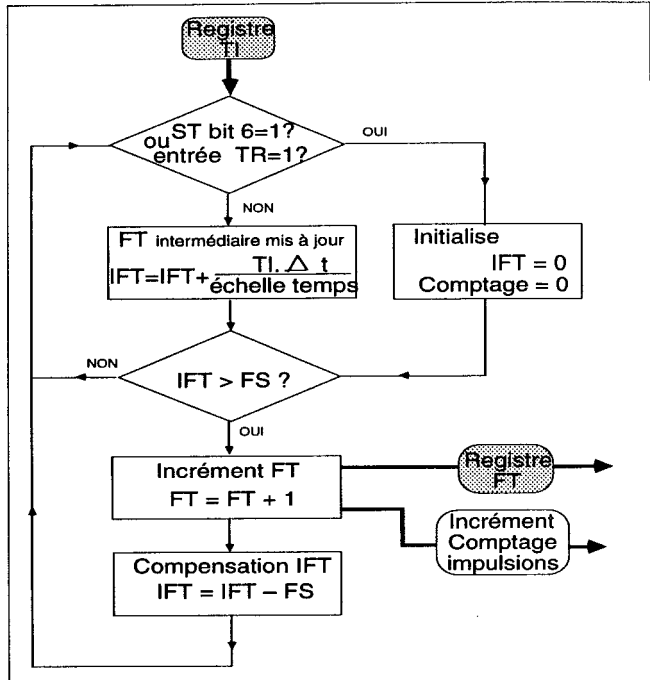 Registre
TI
ST bit 6=1?
ou
entrée TR=1?
OUI
NON
FT intermédiaire mis à jour
IFT=IFT+ TI. Δ t
échelle temps
Initialise
IFT = 0
Comptage = 0
NON
IFT > FS ?
OUI
Incrément FT
FT = FT + 1
Registre
FT
Incrément
Comptage
impulsions
Compensation IFT
IFT = IFT – FS